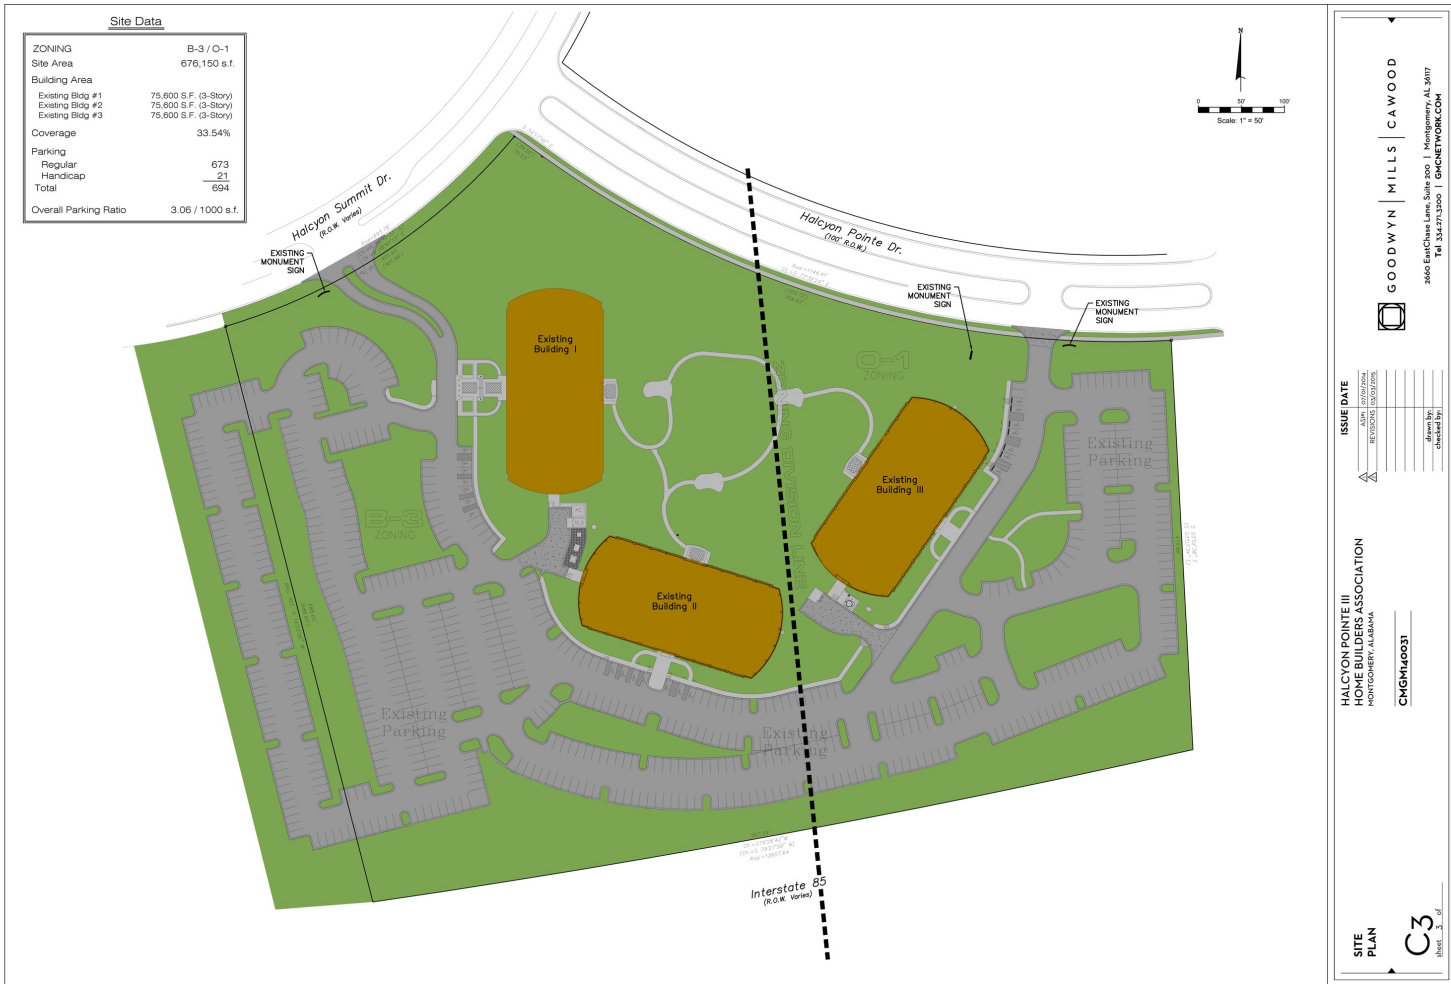 Site Data
ZONING B-3 / O-1
Site Area 676,150 s.f.
Building Area
Existing Bldg #1 75,600 S.F. (3-Story)
Existing Bldg #2 75,600 S.F. (3-Story)
Existing Bldg #3 75,600 S.F. (3-Story)
Coverage 33.54%
Parking
Regular 673
Handicap 21
Total 694
Overall Parking Ratio 3.06 / 1000 s.f.
N
0 50' 100'
Scale: 1" = 50'
Halcyon Summit Dr.
(R.O.W. Varies)
Halcyon Pointe Dr.
(100' R.O.W.)
EXISTING
MONUMENT
SIGN
EXISTING
MONUMENT
SIGN
EXISTING
MONUMENT
SIGN
Existing
Building I
O-1
ZONING
ZONING DIVISION LINE
Existing
Parking
Existing
Building III
B-3
ZONING
AC
Existing
Building II
Existing
Parking
Existing
Parking
Interstate 85
(R.O.W. Varies)
GOODWYN | MILLS | CAWOOD
2660 EastChase Lane, Suite 200 | Montgomery, AL 36117
Tel 334.271.3200 | GMCNETWORK.COM
ISSUE DATE
REVISIONS
drawn by:
checked by:
HALCYON POINTE III
HOME BUILDERS ASSOCIATION
MONTGOMERY, ALABAMA
CMGM140031
SITE
PLAN
C3
sheet 3 of